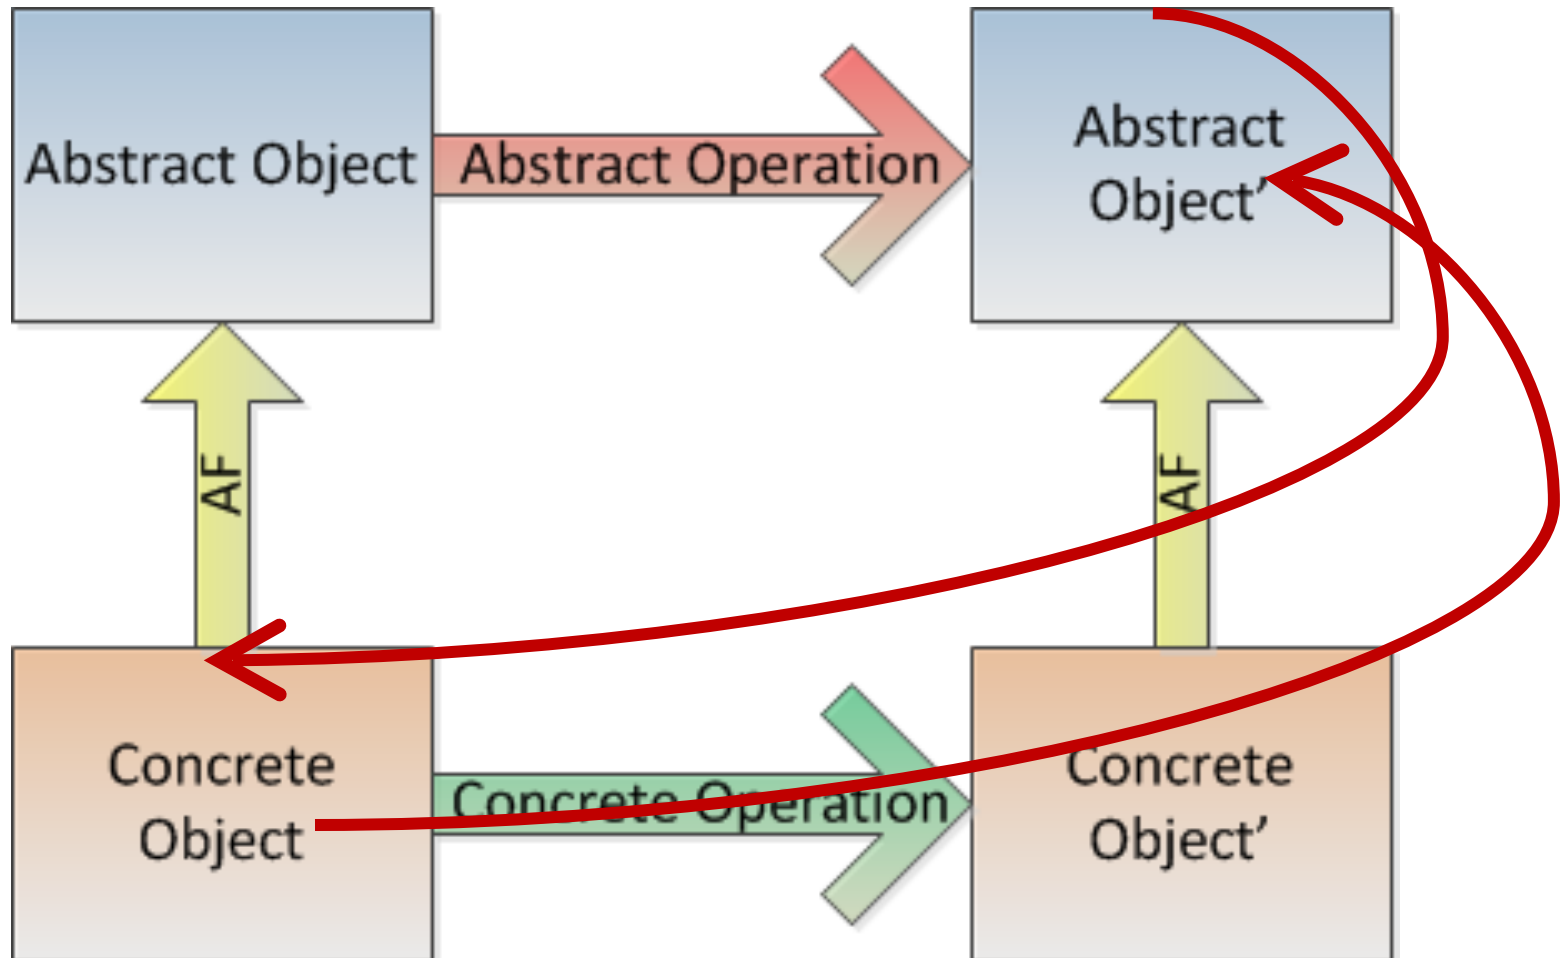 Abstract Object
Abstract Operation
Abstract
Object’
AF
AF
Concrete
Object
Concrete Operation
Concrete
Object’